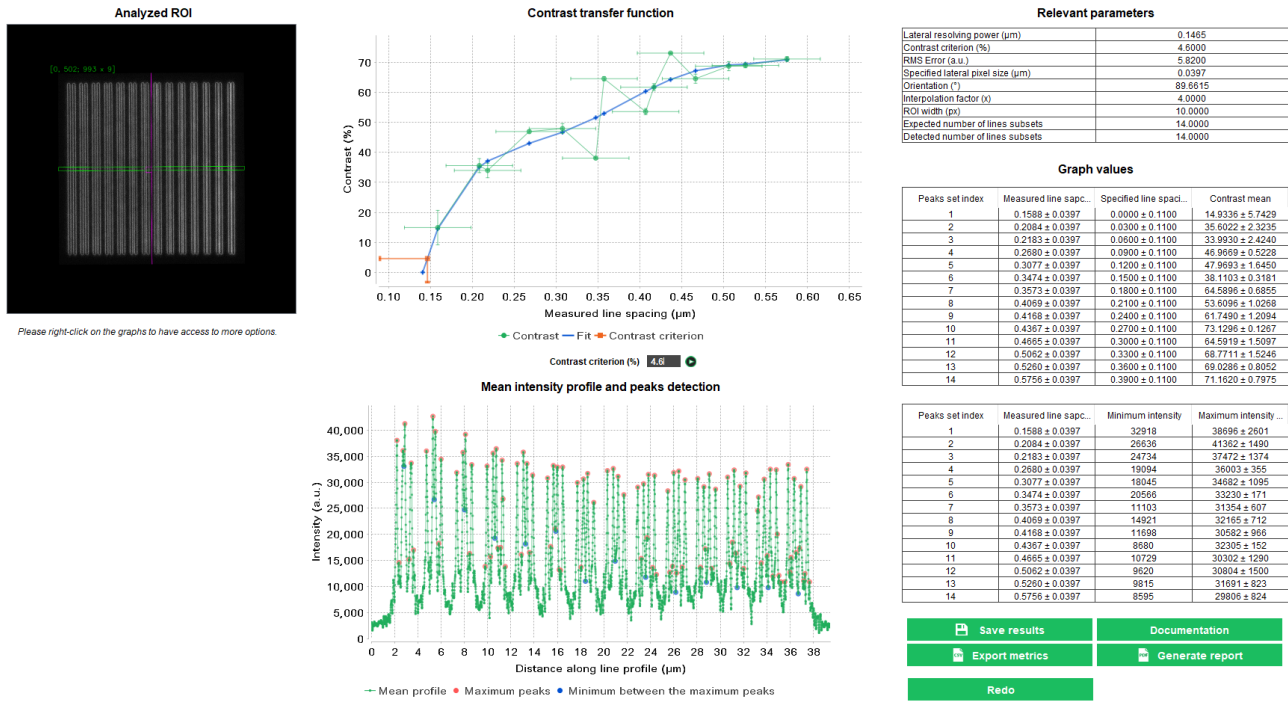 Analyzed ROI
[0, 502; 993 × 9]
Please right-click on the graphs to have access to more options.
Contrast transfer function
Contrast (%)
70
60
50
40
30
20
10
0
0.10 0.15 0.20 0.25 0.30 0.35 0.40 0.45 0.50 0.55 0.60 0.65
Measured line spacing (µm)
Contrast Fit Contrast criterion
Contrast criterion (%) 4.6
Mean intensity profile and peaks detection
Intensity (a.u.)
40,000
35,000
30,000
25,000
20,000
15,000
10,000
5,000
0
0 2 4 6 8 10 12 14 16 18 20 22 24 26 28 30 32 34 36 38
Distance along line profile (µm)
Mean profile Maximum peaks Minimum between the maximum peaks
Relevant parameters
Lateral resolving power (µm) 0.1465
Contrast criterion (%) 4.6000
RMS Error (a.u.) 5.8200
Specified lateral pixel size (µm) 0.0397
Orientation (°) 89.6615
Interpolation factor (x) 4.0000
ROI width (px) 10.0000
Expected number of lines subsets 14.0000
Detected number of lines subsets 14.0000
Graph values
Peaks set index Measured line sapc... Specified line spaci... Contrast mean
1 0.1588 ± 0.0397 0.0000 ± 0.1100 14.9336 ± 5.7429
2 0.2084 ± 0.0397 0.0300 ± 0.1100 35.6022 ± 2.3235
3 0.2183 ± 0.0397 0.0600 ± 0.1100 33.9930 ± 2.4240
4 0.2680 ± 0.0397 0.0900 ± 0.1100 46.9669 ± 0.5228
5 0.3077 ± 0.0397 0.1200 ± 0.1100 47.9693 ± 1.6450
6 0.3474 ± 0.0397 0.1500 ± 0.1100 38.1103 ± 0.3181
7 0.3573 ± 0.0397 0.1800 ± 0.1100 64.5896 ± 0.6855
8 0.4069 ± 0.0397 0.2100 ± 0.1100 53.6096 ± 1.0268
9 0.4168 ± 0.0397 0.2400 ± 0.1100 61.7490 ± 1.2094
10 0.4367 ± 0.0397 0.2700 ± 0.1100 73.1296 ± 0.1267
11 0.4665 ± 0.0397 0.3000 ± 0.1100 64.5919 ± 1.5097
12 0.5062 ± 0.0397 0.3300 ± 0.1100 68.7711 ± 1.5246
13 0.5260 ± 0.0397 0.3600 ± 0.1100 69.0286 ± 0.8052
14 0.5756 ± 0.0397 0.3900 ± 0.1100 71.1620 ± 0.7975
Peaks set index Measured line sapc... Minimum intensity Maximum intensity ...
1 0.1588 ± 0.0397 32918 38696 ± 2601
2 0.2084 ± 0.0397 26636 41362 ± 1490
3 0.2183 ± 0.0397 24734 37472 ± 1374
4 0.2680 ± 0.0397 19094 36003 ± 355
5 0.3077 ± 0.0397 18045 34682 ± 1095
6 0.3474 ± 0.0397 20566 33230 ± 171
7 0.3573 ± 0.0397 11103 31354 ± 607
8 0.4069 ± 0.0397 14921 32165 ± 712
9 0.4168 ± 0.0397 11698 30582 ± 966
10 0.4367 ± 0.0397 8680 32305 ± 152
11 0.4665 ± 0.0397 10729 30302 ± 1290
12 0.5062 ± 0.0397 9620 30804 ± 1500
13 0.5260 ± 0.0397 9815 31691 ± 823
14 0.5756 ± 0.0397 8595 29806 ± 824
Save results Documentation
Export metrics Generate report
Redo